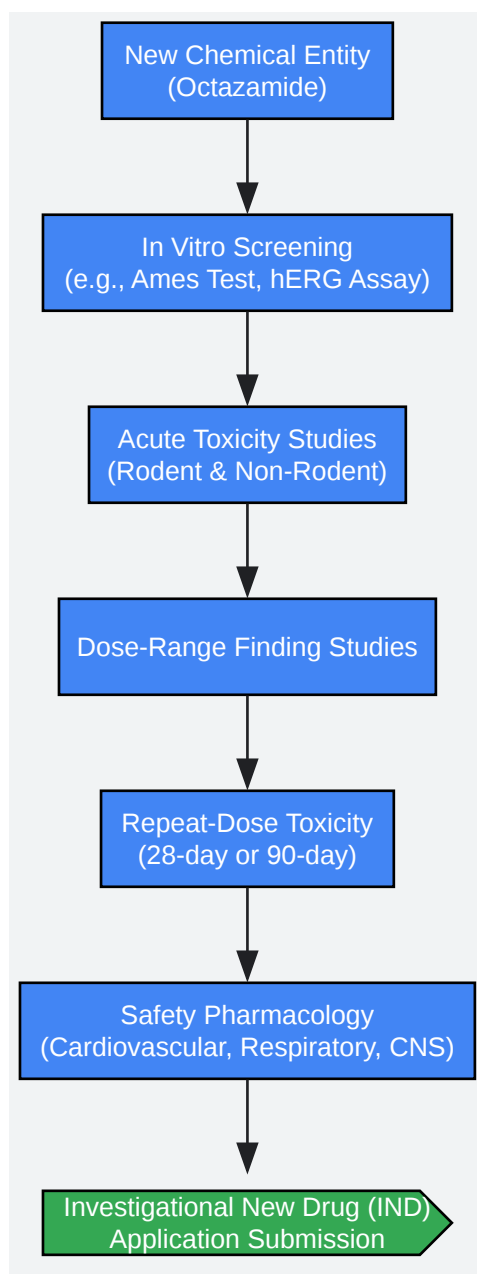 New Chemical Entity
(Octazamide)
In Vitro Screening
(e.g., Ames Test, hERG Assay)
Acute Toxicity Studies
(Rodent & Non-Rodent)
Dose-Range Finding Studies
Repeat-Dose Toxicity
(28-day or 90-day)
Safety Pharmacology
(Cardiovascular, Respiratory, CNS)
Investigational New Drug (IND)
Application Submission